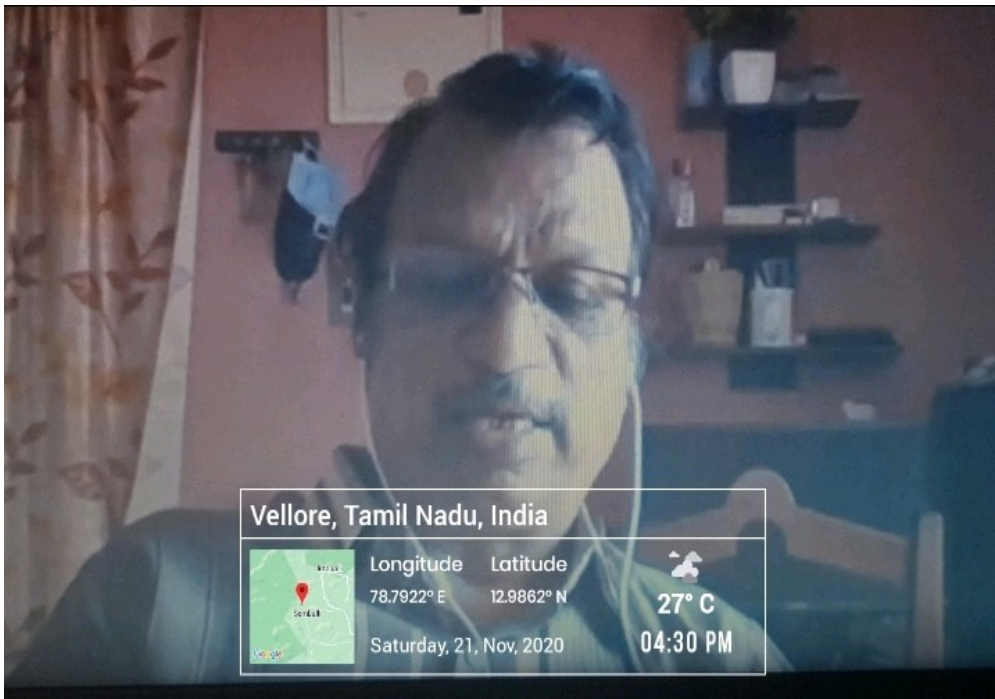 Vellore, Tamil Nadu, India
Longitude Latitude
78.7922° E 12.9862° N
27° C
Google
Saturday, 21, Nov, 2020
04:30 PM